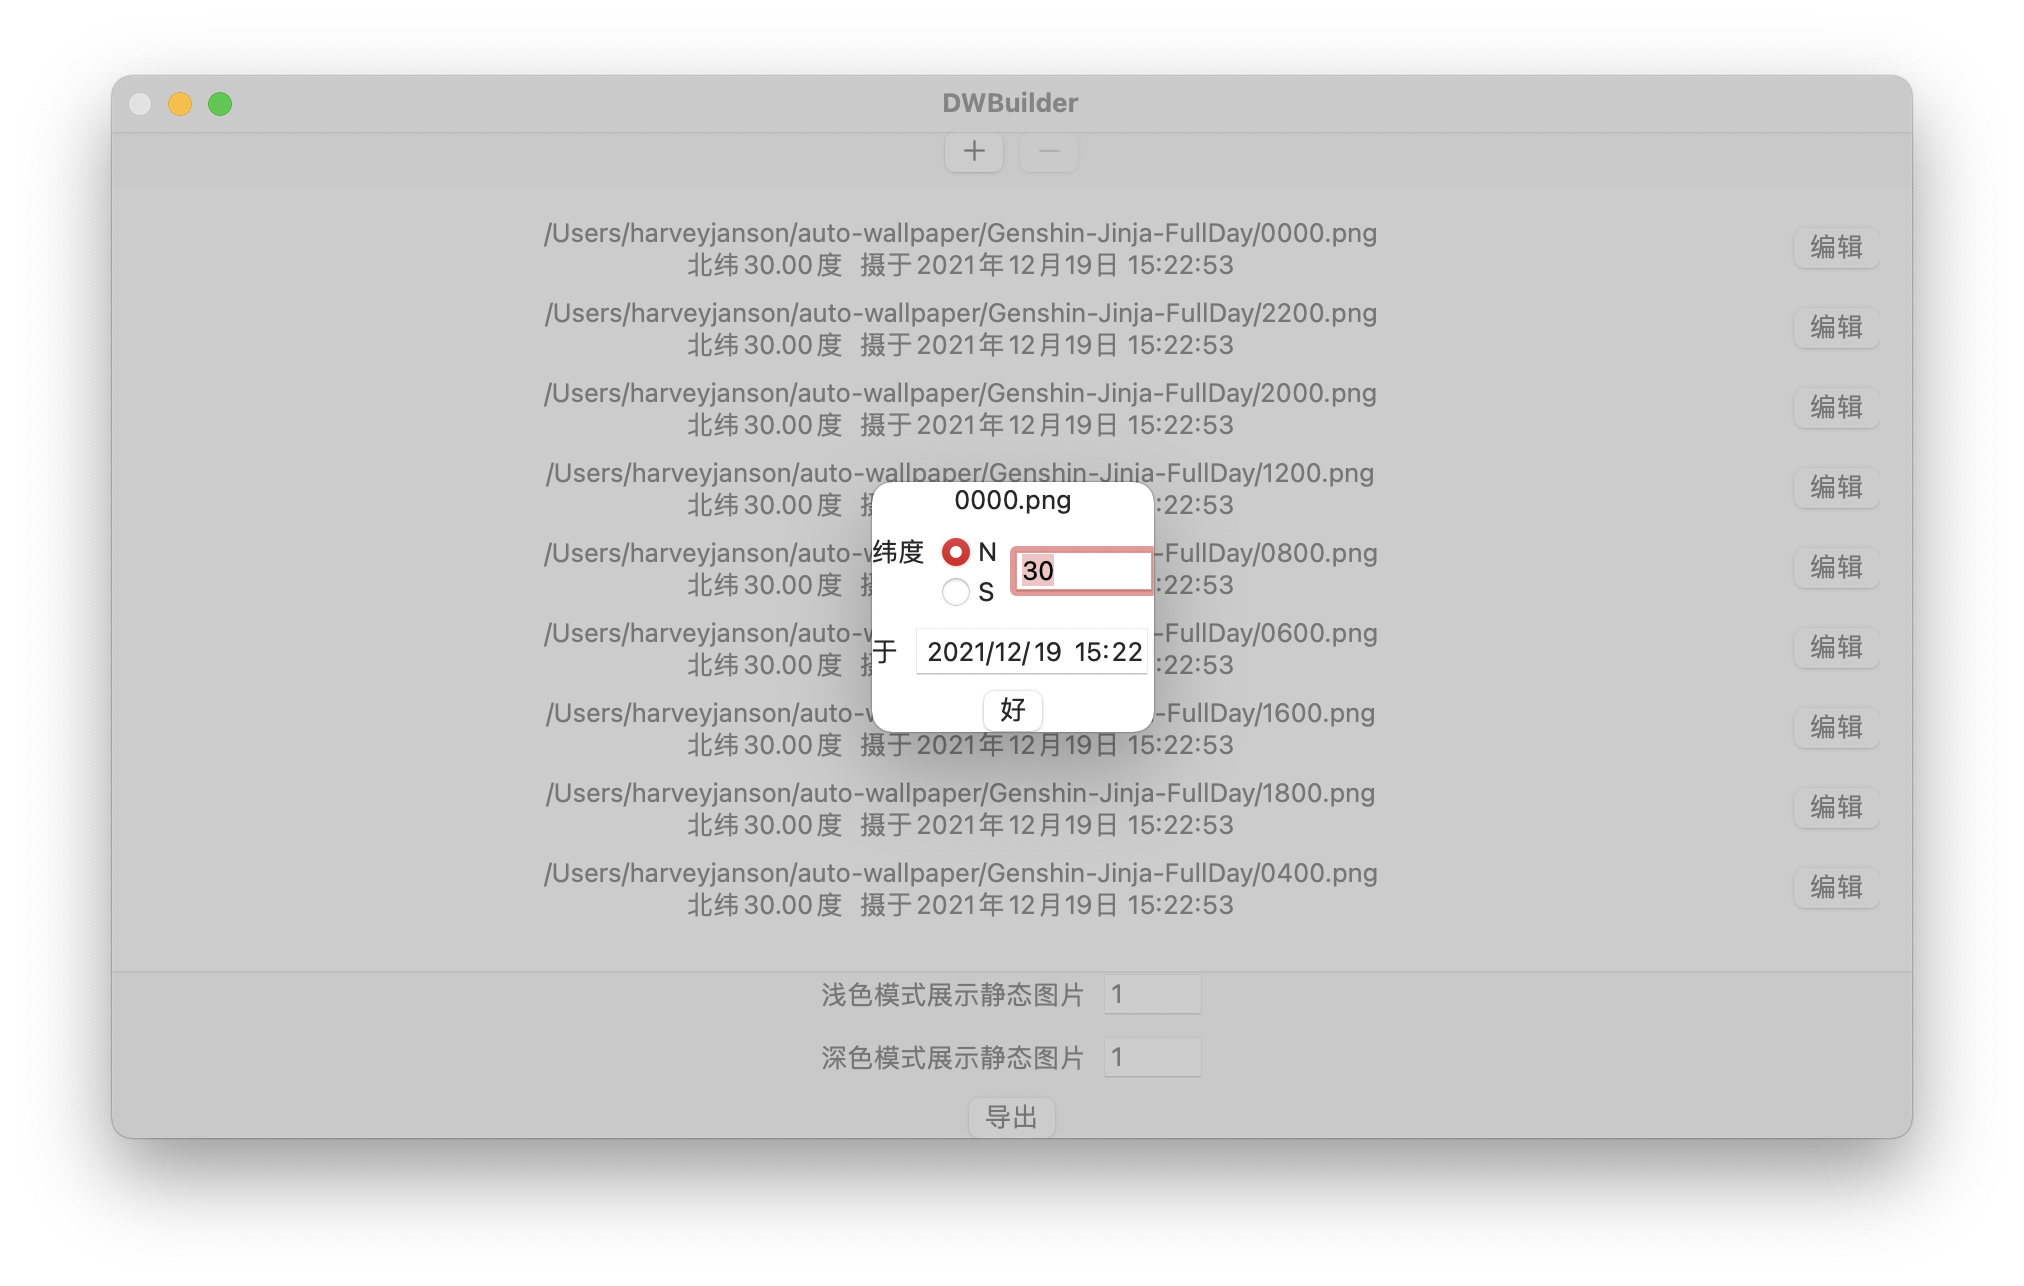 DWBuilder
/Users/harveyjanson/auto-wallpaper/Genshin-Jinja-FullDay/0000.png
北纬30.00度 摄于2021年12月19日 15:22:53
编辑
/Users/harveyjanson/auto-wallpaper/Genshin-Jinja-FullDay/2200.png
北纬30.00度 摄于2021年12月19日 15:22:53
编辑
/Users/harveyjanson/auto-wallpaper/Genshin-Jinja-FullDay/2000.png
北纬30.00度 摄于2021年12月19日 15:22:53
编辑
/Users/harveyjanson/auto-wallpaper/Genshin-Jinja-FullDay/1200.png
北纬30.00度 :22:53
编辑
/Users/harveyjanson/auto- -FullDay/0800.png
北纬30.00度 :22:53
编辑
/Users/harveyjanson/auto- -FullDay/0600.png
北纬30.00度 :22:53
编辑
/Users/harveyjanson/auto- -FullDay/1600.png
北纬30.00度 摄于2021年12月19日 15:22:53
编辑
/Users/harveyjanson/auto-wallpaper/Genshin-Jinja-FullDay/1800.png
北纬30.00度 摄于2021年12月19日 15:22:53
编辑
/Users/harveyjanson/auto-wallpaper/Genshin-Jinja-FullDay/0400.png
北纬30.00度 摄于2021年12月19日 15:22:53
编辑
0000.png
纬度 N
30
S
于 2021/12/19 15:22
好
浅色模式展示静态图片 1
深色模式展示静态图片 1
导出